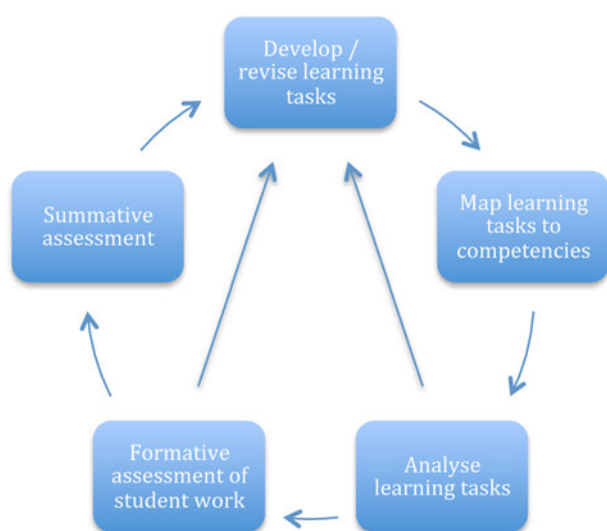 Develop /
revise learning
tasks
Map learning
tasks to
competencies
Analyse
learning tasks
Formative
assessment of
student work
Summative
assessment